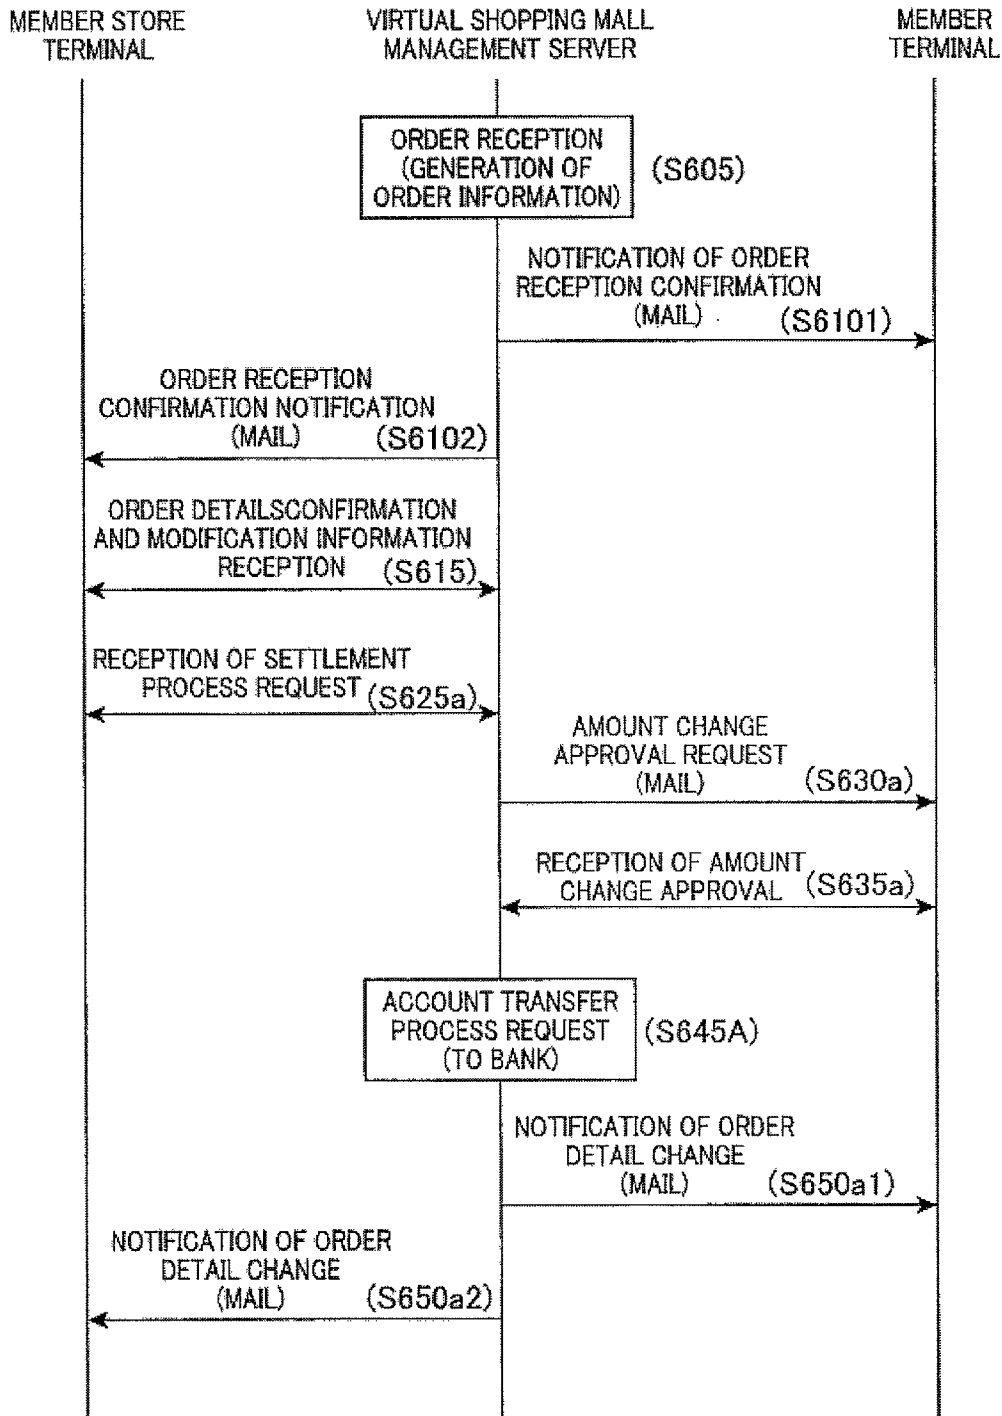 MEMBER STORE
TERMINAL
VIRTUAL SHOPPING MALL
MANAGEMENT SERVER
MEMBER
TERMINAL
ORDER RECEPTION
(GENERATION OF
ORDER INFORMATION)
(S605)
NOTIFICATION OF ORDER
RECEPTION CONFIRMATION
(MAIL) (S6101)
ORDER RECEPTION
CONFIRMATION NOTIFICATION
(MAIL) (S6102)
ORDER DETAILSCONFIRMATION
AND MODIFICATION INFORMATION
RECEPTION (S615)
RECEPTION OF SETTLEMENT
PROCESS REQUEST (S625a)
AMOUNT CHANGE
APPROVAL REQUEST
(MAIL) (S630a)
RECEPTION OF AMOUNT
CHANGE APPROVAL (S635a)
ACCOUNT TRANSFER
PROCESS REQUEST
(TO BANK)
(S645A)
NOTIFICATION OF ORDER
DETAIL CHANGE
(MAIL) (S650a1)
NOTIFICATION OF ORDER
DETAIL CHANGE
(MAIL) (S650a2)